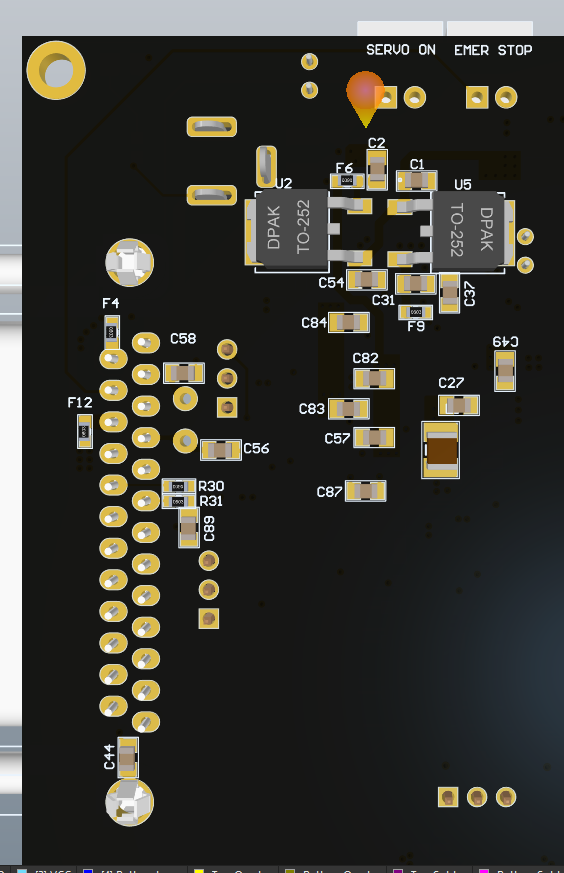 SERVO ON EMER STOP
C2
F6
C1
U2
U5
DPAK
TO-252
TO-252
DPAK
C54
C31
C37
F9
C84
F4
C58
C49
C82
C27
F12
C83
C57
C56
C87
R30
R31
C89
C44